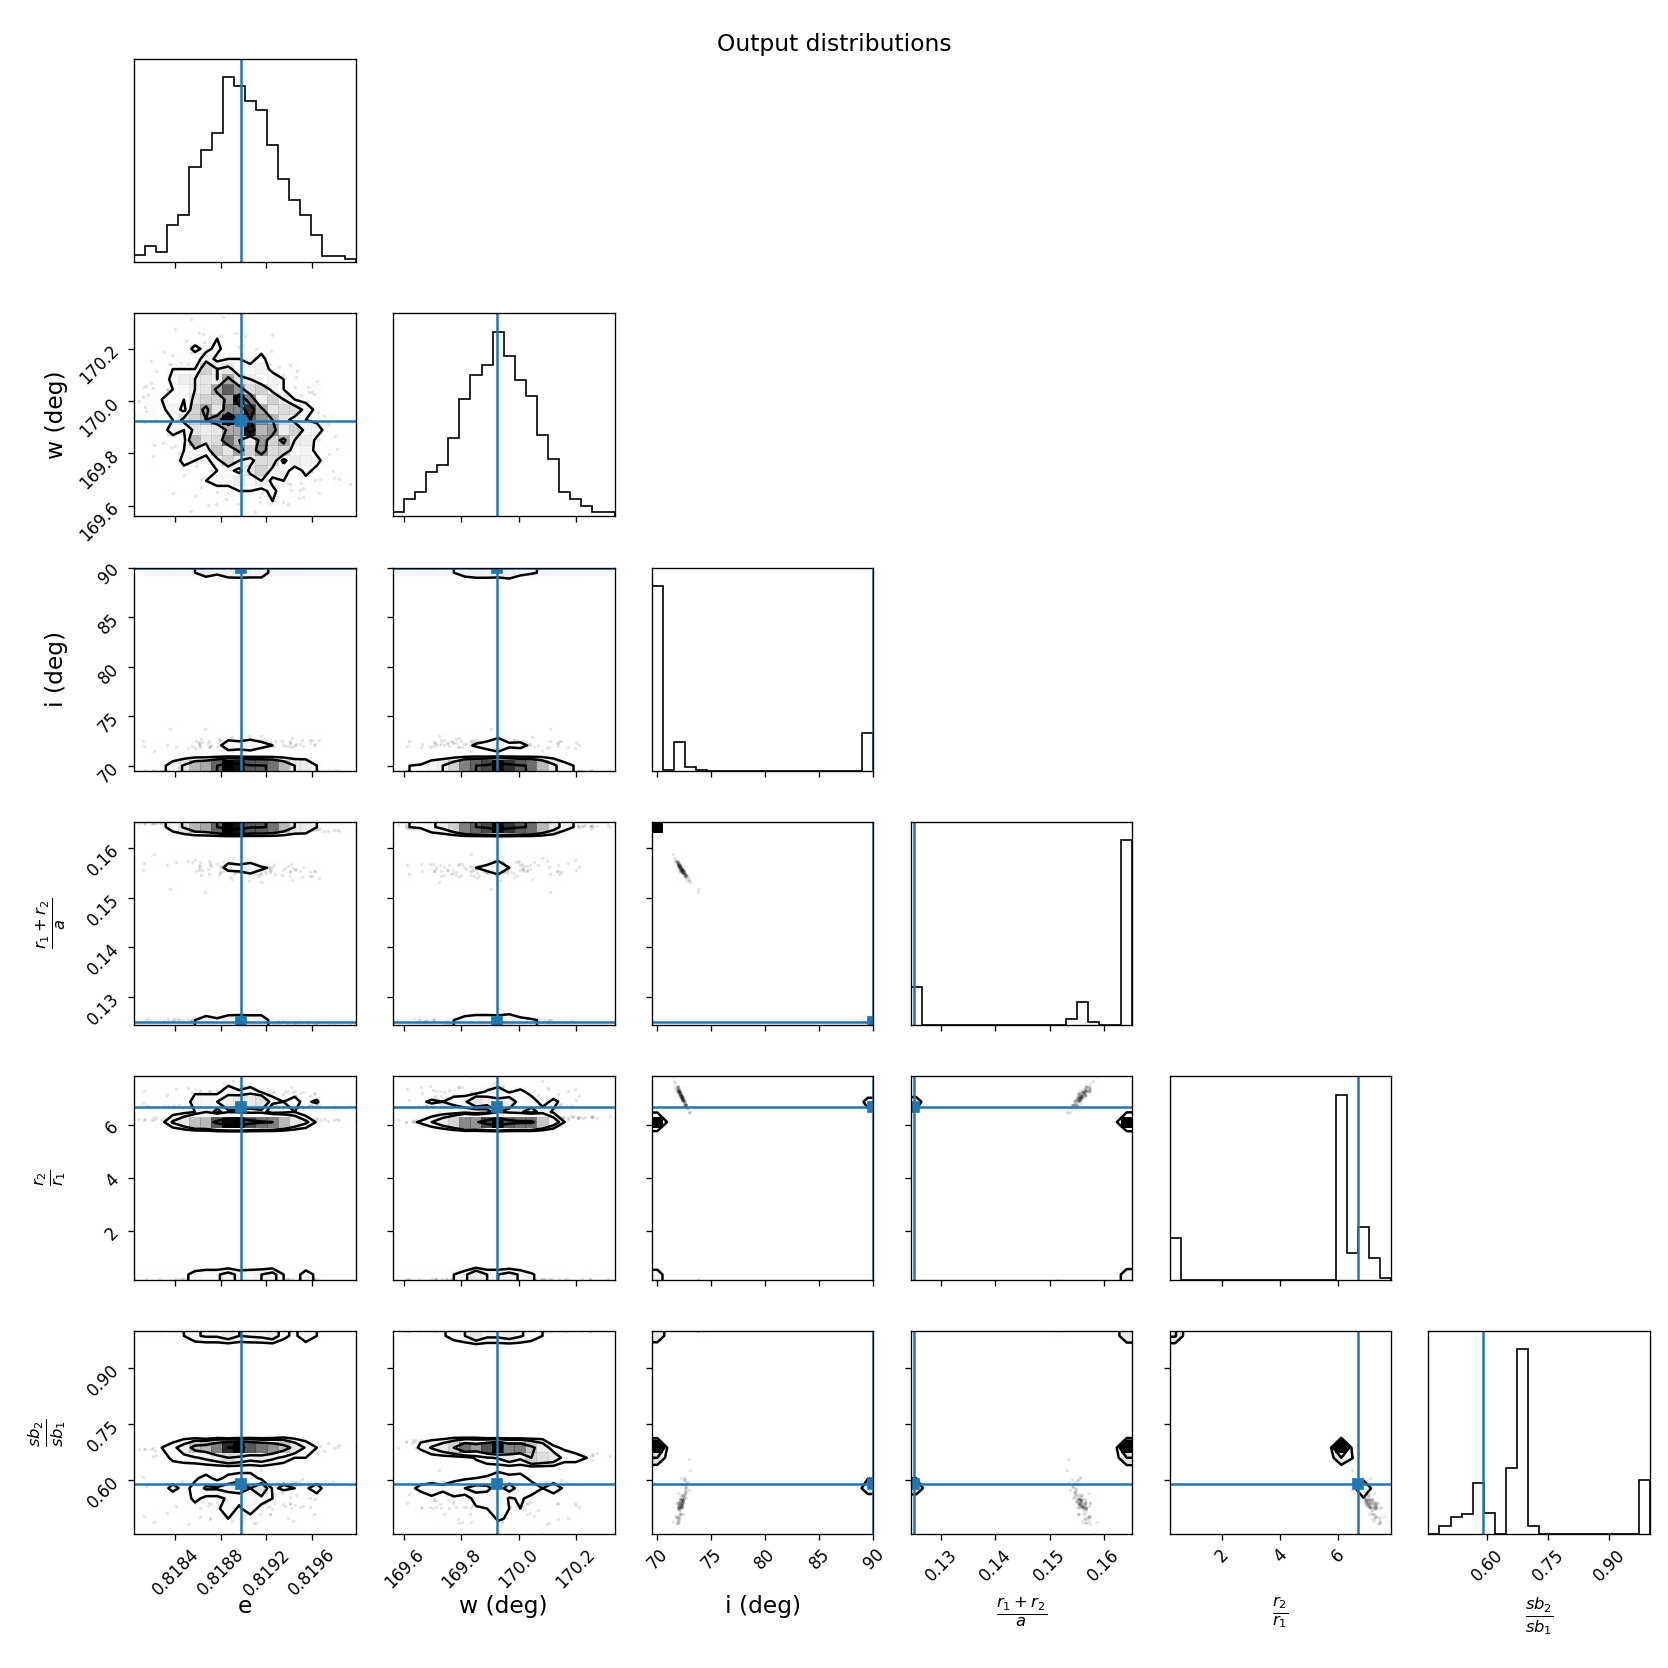 Output distributions
170.2
170.0
169.8
169.6
w (deg)
90
85
80
75
70
i (deg)
0.16
0.15
0.14
0.13
r₁ + r₂
a
6
4
2
r₂
r₁
0.90
0.75
0.60
sb₂
sb₁
0.8184 0.8188 0.8192 0.8196
169.6 169.8 170.0 170.2
70 75 80 85 90
0.13 0.14 0.15 0.16
2 4 6
0.60 0.75 0.90
e
w (deg)
i (deg)
r₁ + r₂
a
r₂
r₁
sb₂
sb₁